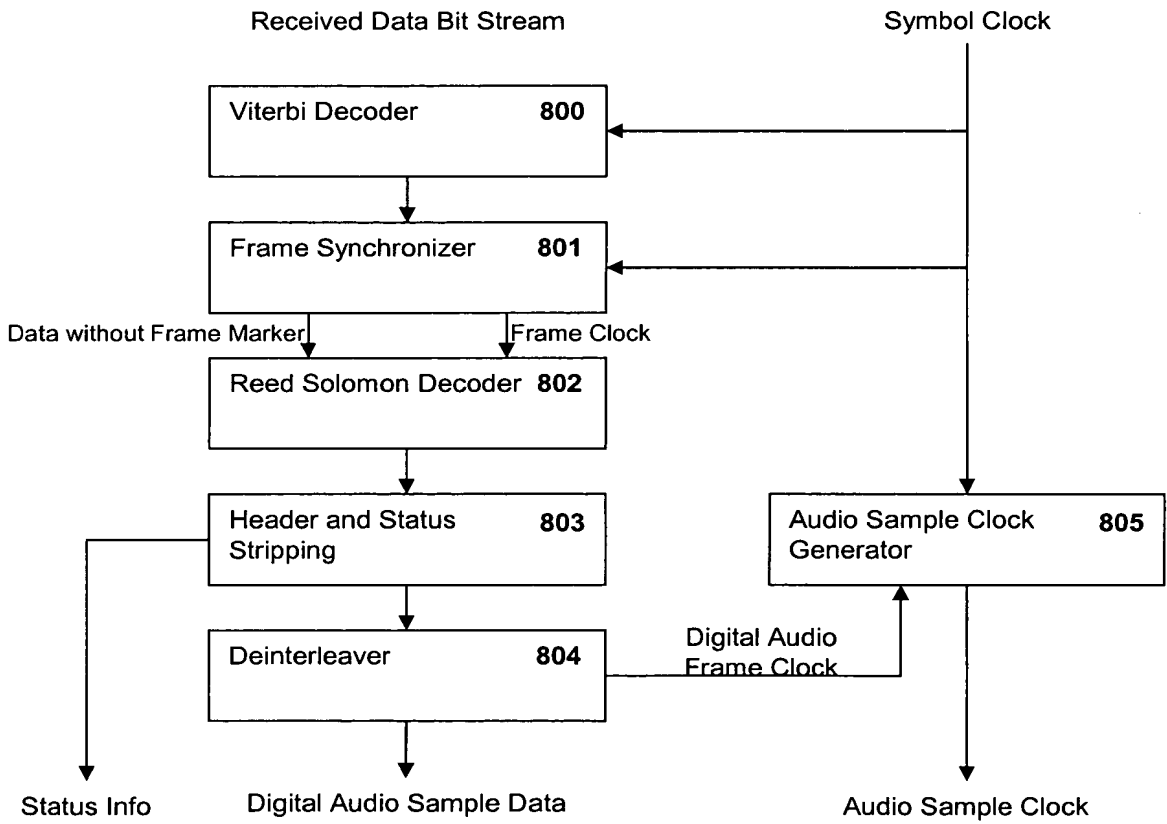 Received Data Bit Stream
Symbol Clock
Viterbi Decoder 800
Frame Synchronizer 801
Data without Frame Marker
Frame Clock
Reed Solomon Decoder 802
Header and Status 803
Stripping
Audio Sample Clock 805
Generator
Deinterleaver 804
Digital Audio
Frame Clock
Status Info
Digital Audio Sample Data
Audio Sample Clock